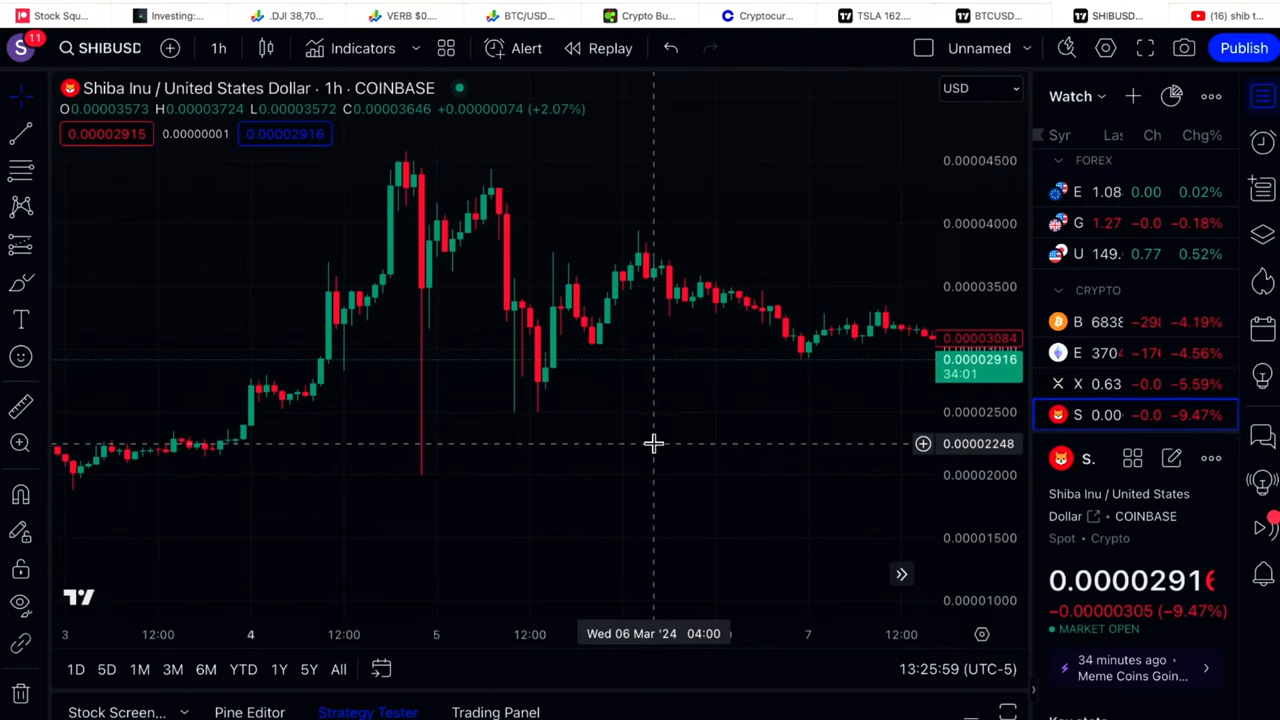 Stock Squ...
Investing:...
.DJI 38,70...
VERB $0....
BTC/USD...
Crypto Bu...
Cryptocur...
TSLA 162....
BTCUSD...
SHIBUSD...
(16) shib t...
S
11
SHIBUSD
1h
Indicators
Alert
Replay
Unnamed
Publish
Shiba Inu / United States Dollar · 1h · COINBASE
O0.00003573 H0.00003724 L0.00003572 C0.00003646 +0.00000074 (+2.07%)
0.00002915
0.00000001
0.00002916
USD
0.00004500
0.00004000
0.00003500
0.00003084
0.00002916
34:01
0.00002500
0.00002248
0.00002000
0.00001500
0.00001000
3
12:00
4
12:00
5
12:00
Wed 06 Mar '24 04:00
7
12:00
1D 5D 1M 3M 6M YTD 1Y 5Y All
13:25:59 (UTC-5)
Stock Screen...
Pine Editor
Strategy Tester
Trading Panel
Watch
Syr Las Ch Chg%
FOREX
E 1.08 0.00 0.02%
G 1.27 −0.0 −0.18%
U 149. 0.77 0.52%
CRYPTO
B 6838 −298 −4.19%
E 370 −176 −4.56%
X 0.63 −0.0 −5.59%
S 0.00 −0.0 −9.47%
S.
Shiba Inu / United States
Dollar · COINBASE
Spot · Crypto
0.00002916
−0.00000305 (−9.47%)
MARKET OPEN
34 minutes ago ·
Meme Coins Goin...